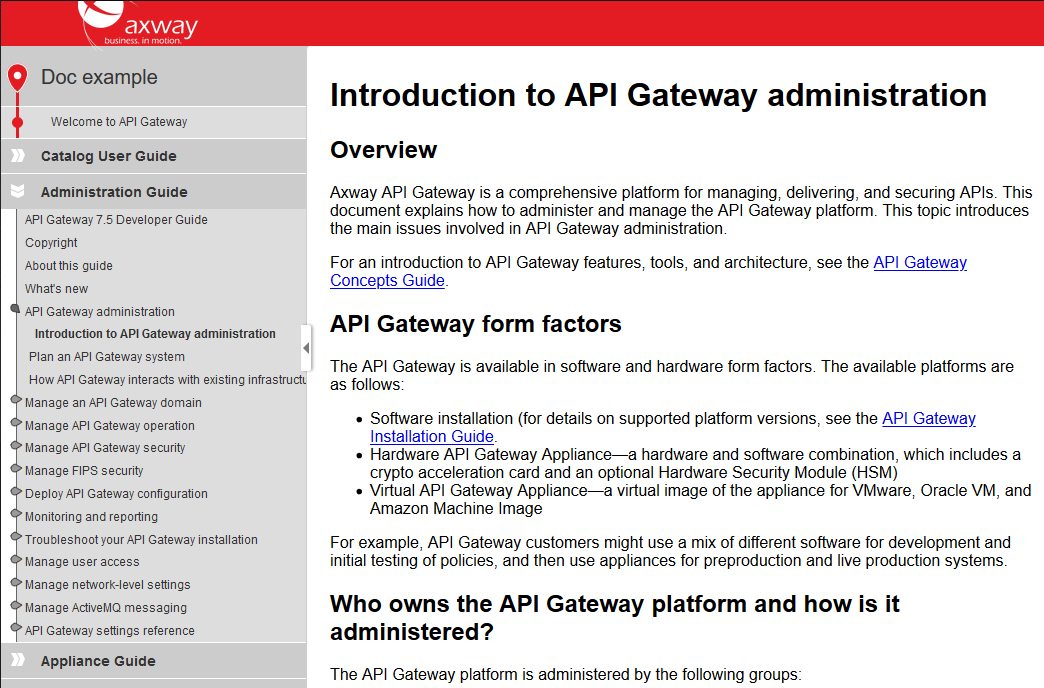 axway
business. in motion.
Doc example
Welcome to API Gateway
Catalog User Guide
Administration Guide
API Gateway 7.5 Developer Guide
Copyright
About this guide
What's new
API Gateway administration
Introduction to API Gateway administration
Plan an API Gateway system
How API Gateway interacts with existing infrastructu
Manage an API Gateway domain
Manage API Gateway operation
Manage API Gateway security
Manage FIPS security
Deploy API Gateway configuration
Monitoring and reporting
Troubleshoot your API Gateway installation
Manage user access
Manage network-level settings
Manage ActiveMQ messaging
API Gateway settings reference
Appliance Guide
Introduction to API Gateway administration
Overview
Axway API Gateway is a comprehensive platform for managing, delivering, and securing APIs. This
document explains how to administer and manage the API Gateway platform. This topic introduces
the main issues involved in API Gateway administration.
For an introduction to API Gateway features, tools, and architecture, see the API Gateway
Concepts Guide.
API Gateway form factors
The API Gateway is available in software and hardware form factors. The available platforms are
as follows:
• Software installation (for details on supported platform versions, see the API Gateway
Installation Guide.
• Hardware API Gateway Appliance—a hardware and software combination, which includes a
crypto acceleration card and an optional Hardware Security Module (HSM)
• Virtual API Gateway Appliance—a virtual image of the appliance for VMware, Oracle VM, and
Amazon Machine Image
For example, API Gateway customers might use a mix of different software for development and
initial testing of policies, and then use appliances for preproduction and live production systems.
Who owns the API Gateway platform and how is it
administered?
The API Gateway platform is administered by the following groups: